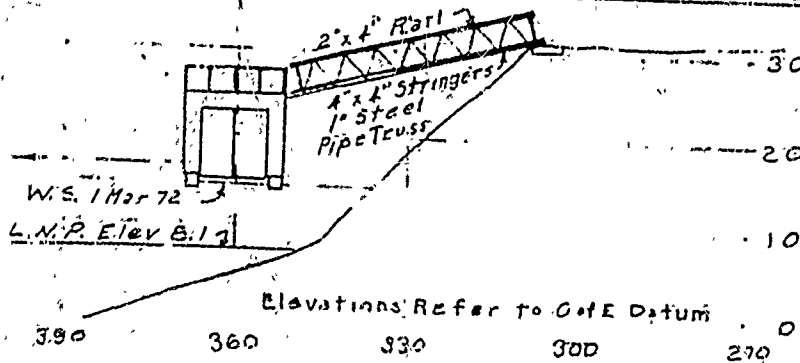 2" x 4" Rail
4" x 4" Stringers
1" Steel
Pipe Truss
30
20
W.S. 1 Mar 72
L.N.P. Elev 8.1
10
Elevations Refer to C of E Datum
0
390 360 330 300 270